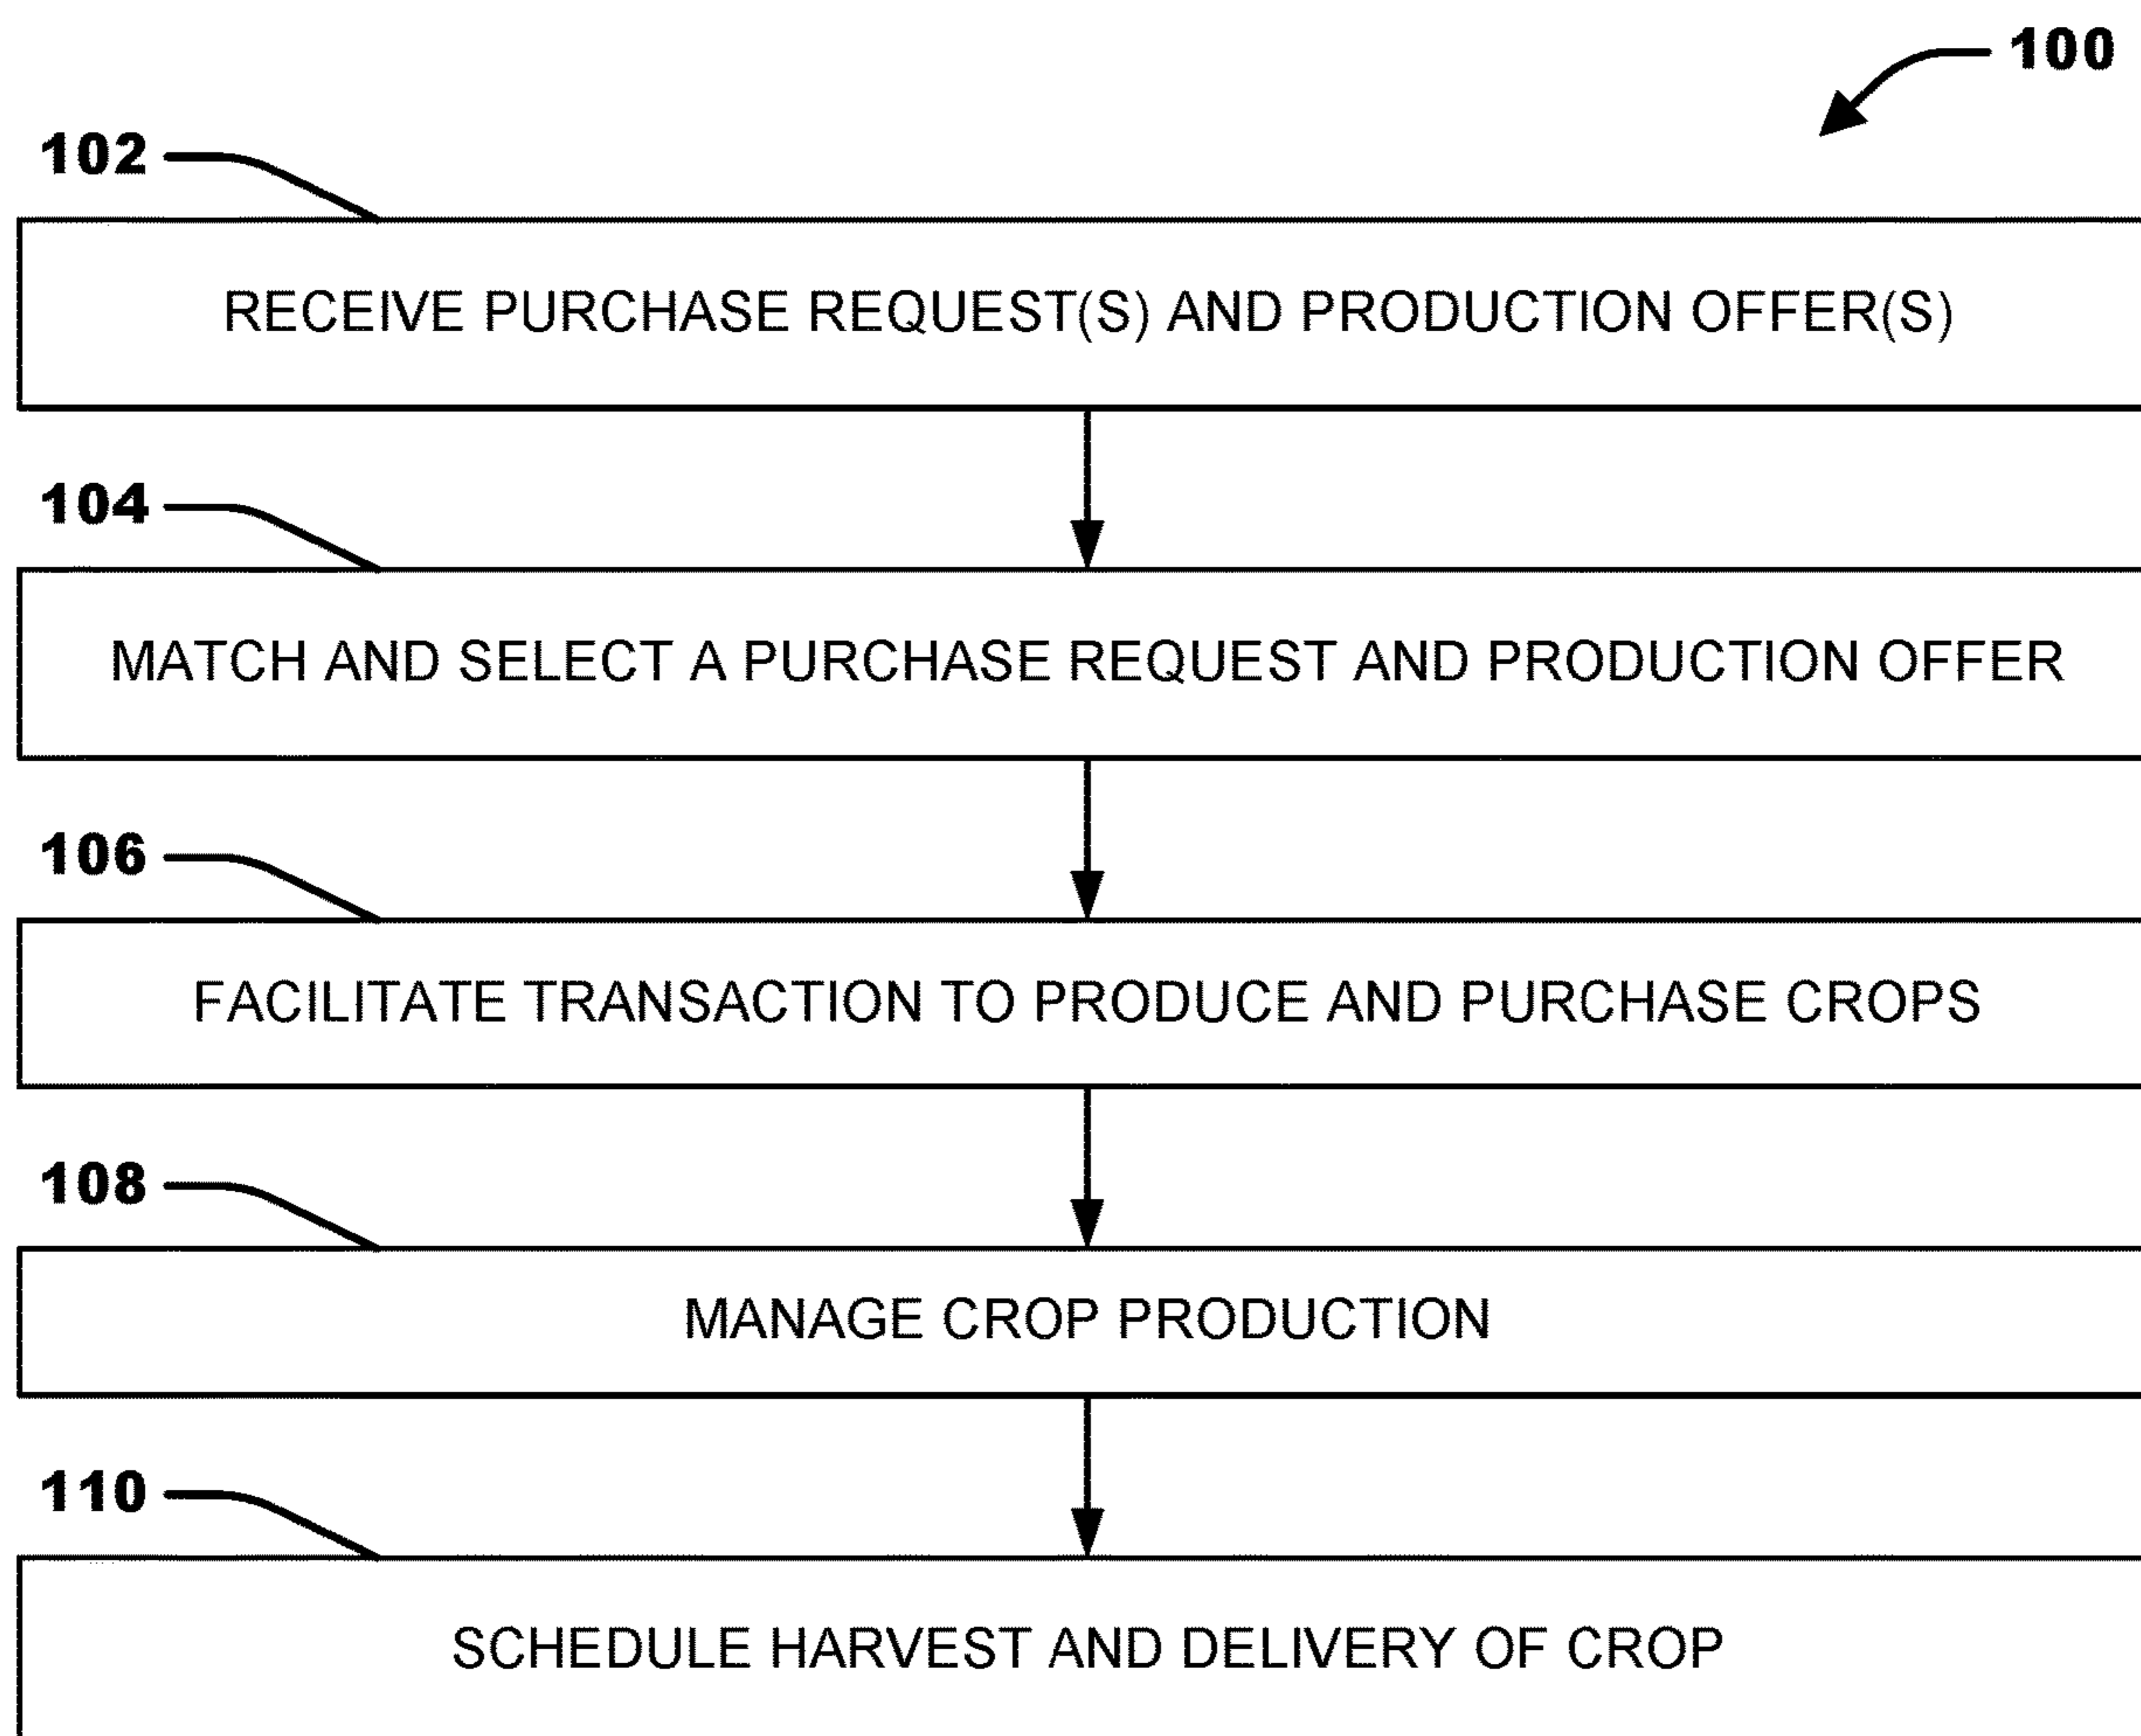 100
102
RECEIVE PURCHASE REQUEST(S) AND PRODUCTION OFFER(S)
104
MATCH AND SELECT A PURCHASE REQUEST AND PRODUCTION OFFER
106
FACILITATE TRANSACTION TO PRODUCE AND PURCHASE CROPS
108
MANAGE CROP PRODUCTION
110
SCHEDULE HARVEST AND DELIVERY OF CROP